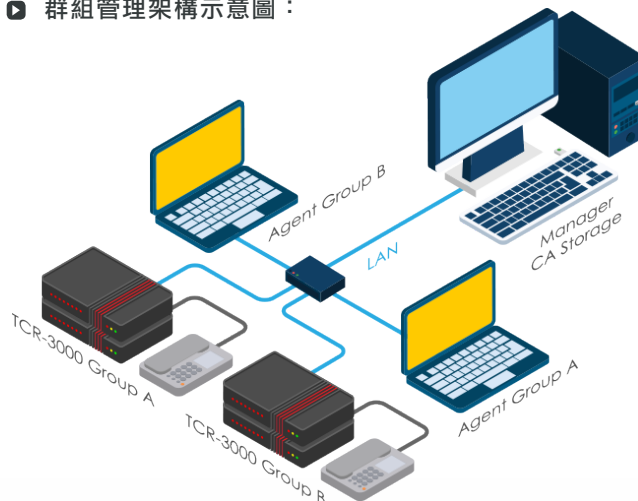 群組管理架構示意圖：
Agent Group B
Manager
CA Storage
LAN
TCR-3000 Group A
Agent Group A
TCR-3000 Group B